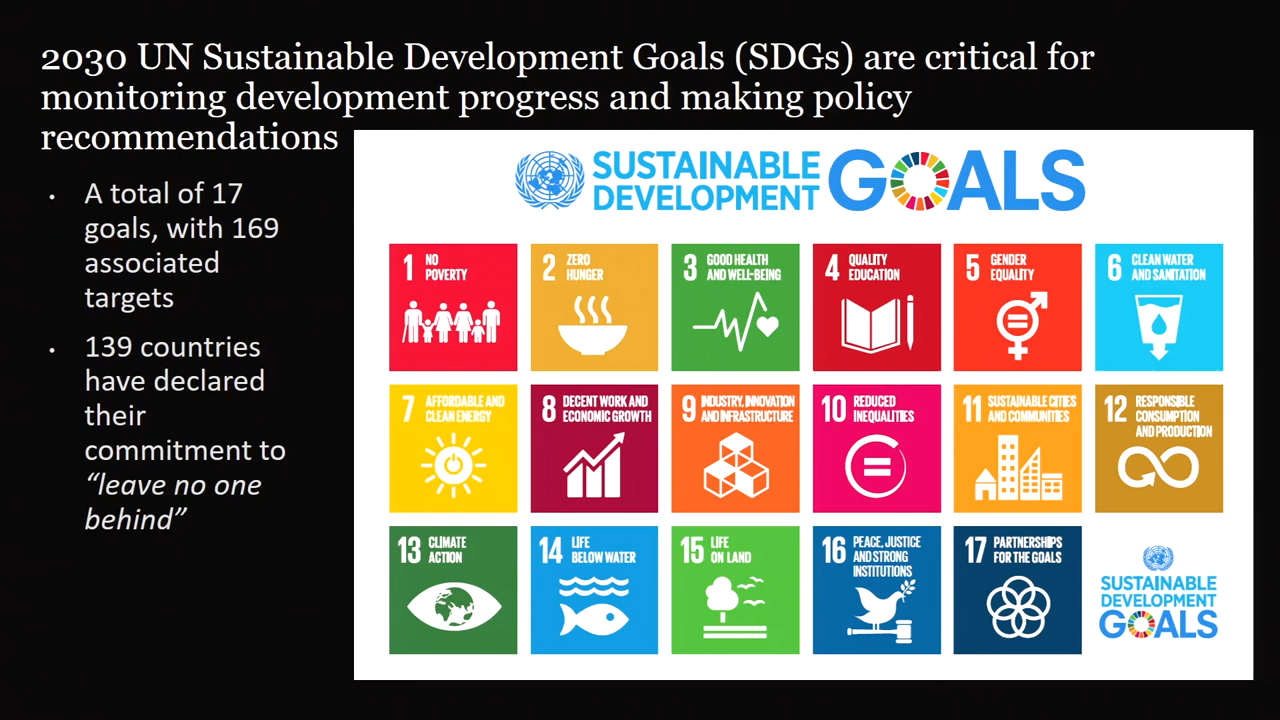 2030 UN Sustainable Development Goals (SDGs) are critical for
monitoring development progress and making policy
recommendations
• A total of 17
goals, with 169
associated
targets
• 139 countries
have declared
their
commitment to
“leave no one
behind”
SUSTAINABLE
DEVELOPMENT
GOALS
1 NO
POVERTY
2 ZERO
HUNGER
3 GOOD HEALTH
AND WELL-BEING
4 QUALITY
EDUCATION
5 GENDER
EQUALITY
6 CLEAN WATER
AND SANITATION
7 AFFORDABLE AND
CLEAN ENERGY
8 DECENT WORK AND
ECONOMIC GROWTH
9 INDUSTRY, INNOVATION
AND INFRASTRUCTURE
10 REDUCED
INEQUALITIES
11 SUSTAINABLE CITIES
AND COMMUNITIES
12 RESPONSIBLE
CONSUMPTION
AND PRODUCTION
13 CLIMATE
ACTION
14 LIFE
BELOW WATER
15 LIFE
ON LAND
16 PEACE, JUSTICE
AND STRONG
INSTITUTIONS
17 PARTNERSHIPS
FOR THE GOALS
SUSTAINABLE
DEVELOPMENT
GOALS